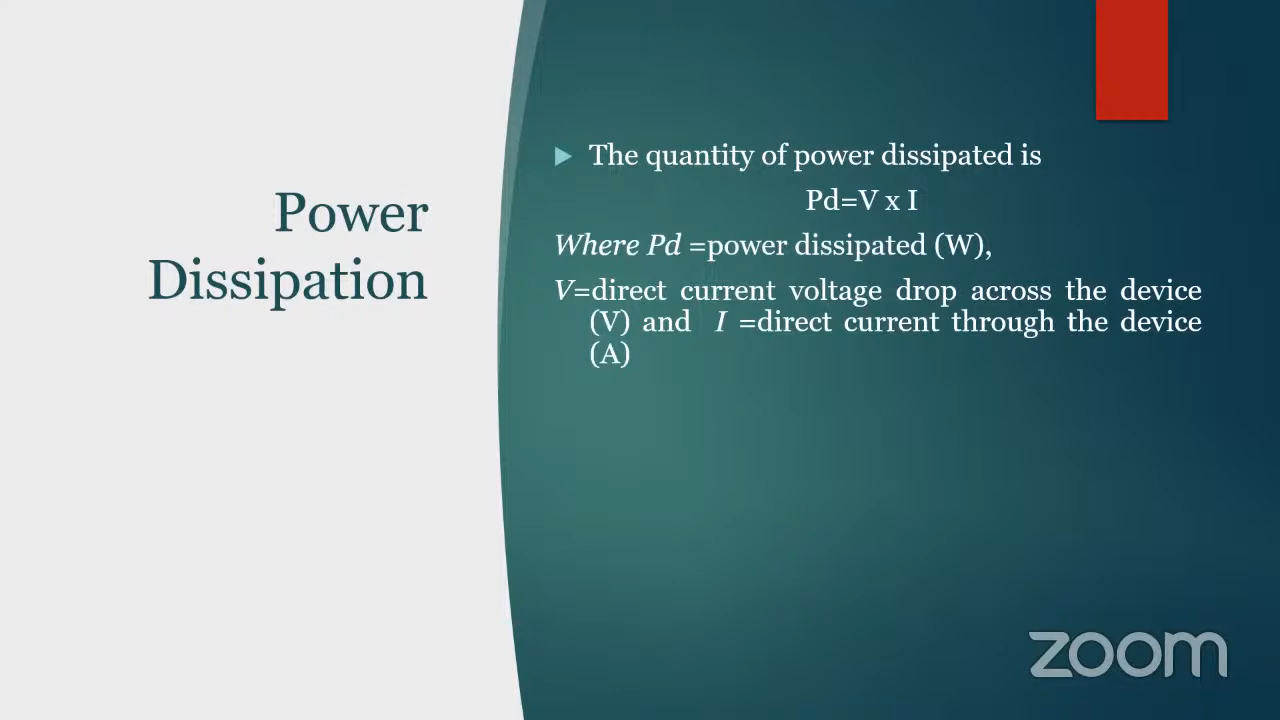 Power
Dissipation
The quantity of power dissipated is
Pd=V x I
Where Pd =power dissipated (W),
V=direct current voltage drop across the device
(V) and I =direct current through the device
(A)
zoom